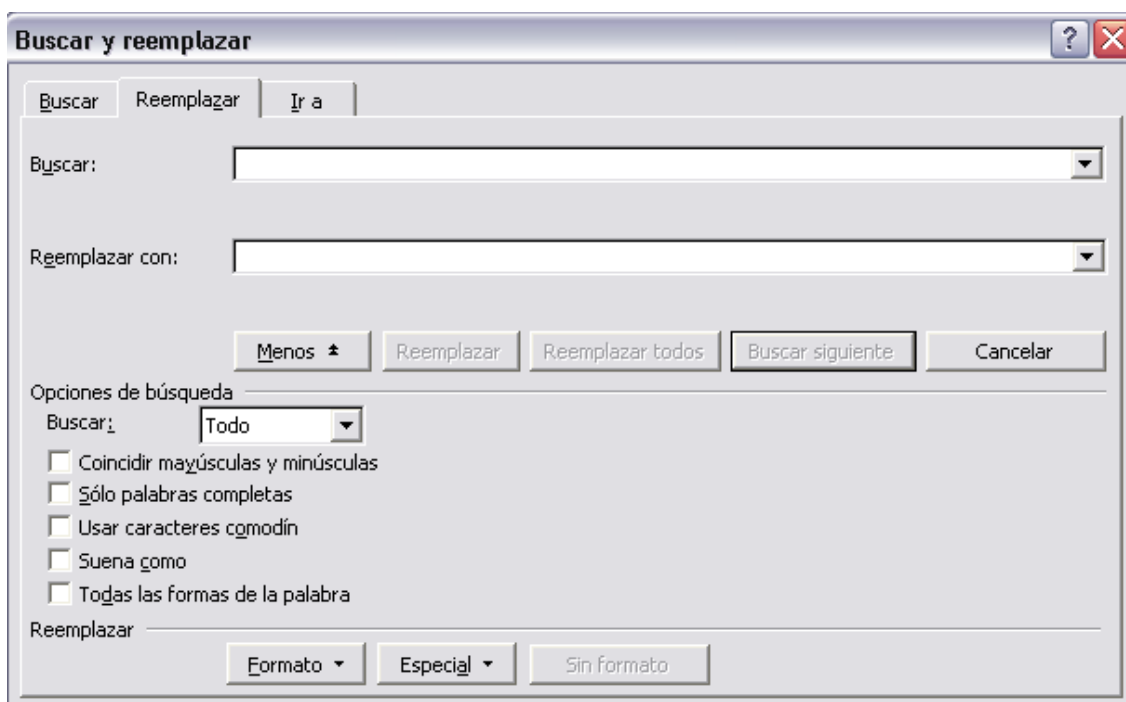 Buscar y reemplazar
Buscar Reemplazar Ir a
Buscar:
Reemplazar con:
Menos Reemplazar Reemplazar todos Buscar siguiente Cancelar
Opciones de búsqueda
Buscar: Todo
Coincidir mayúsculas y minúsculas
Sólo palabras completas
Usar caracteres comodín
Suena como
Todas las formas de la palabra
Reemplazar
Formato Especial Sin formato